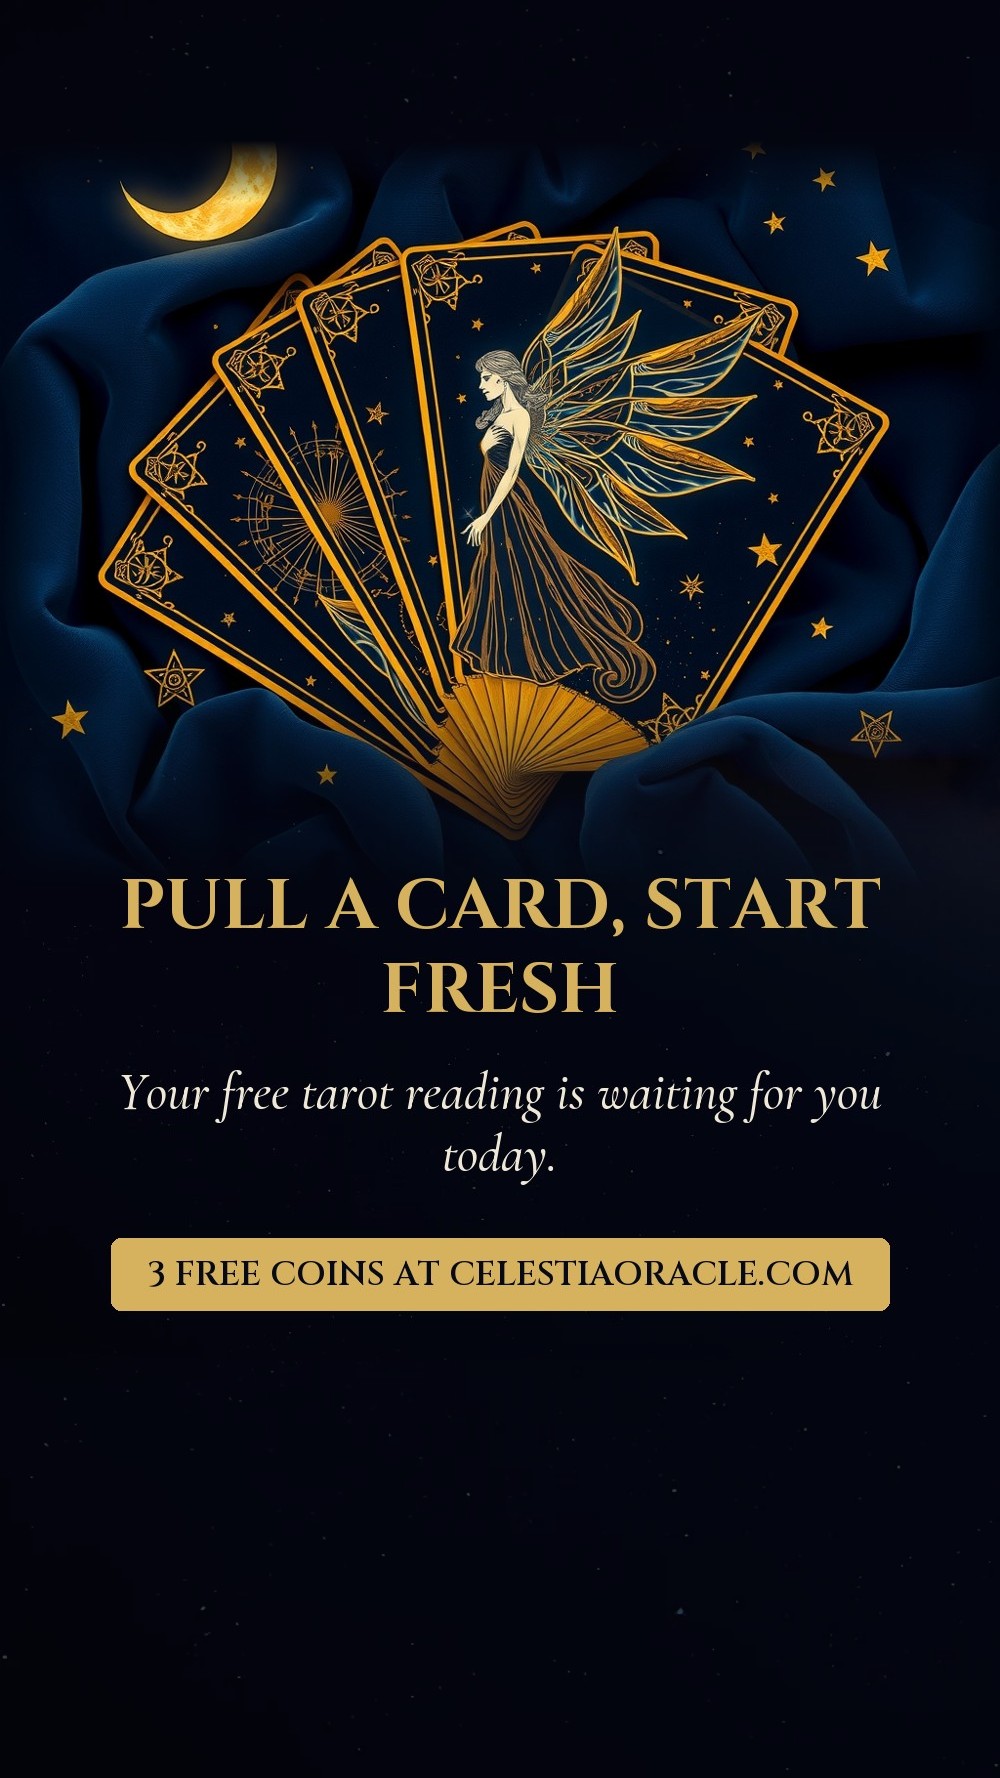 PULL A CARD, START
FRESH
Your free tarot reading is waiting for you
today.
3 FREE COINS AT CELESTIAORACLE.COM